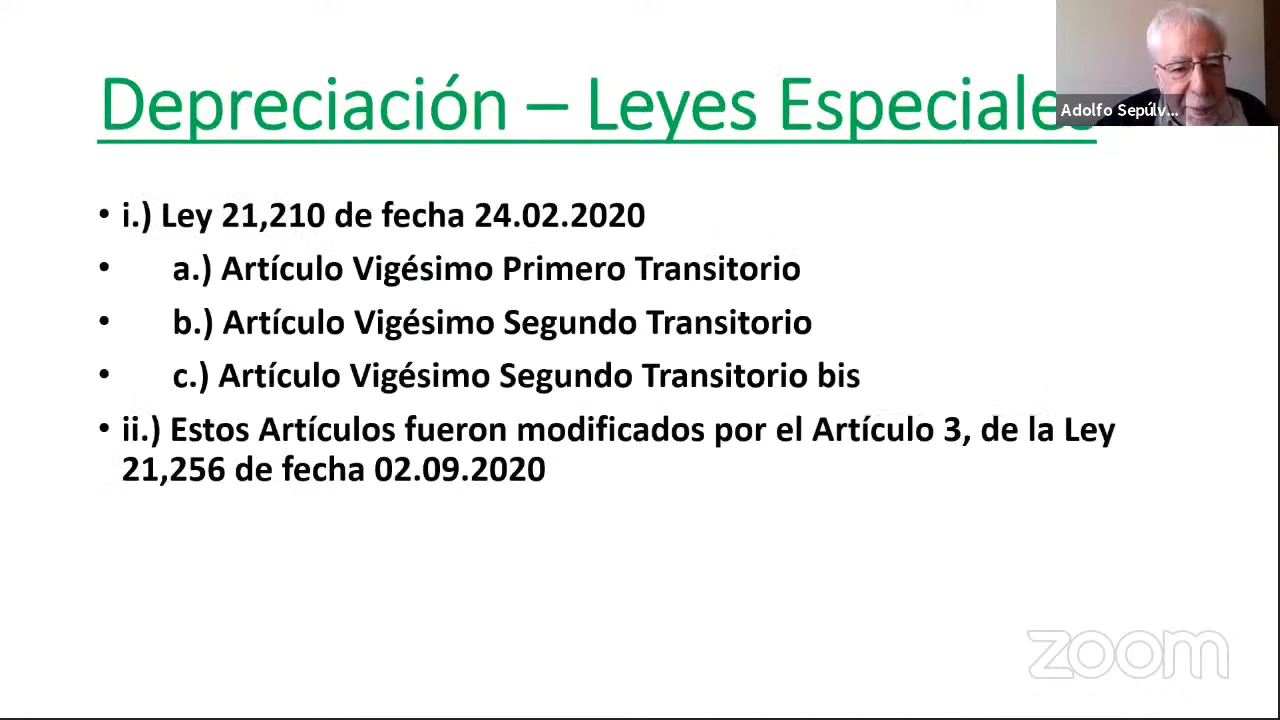 Depreciación – Leyes Especiales
Adolfo Sepúlv...
• i.) Ley 21,210 de fecha 24.02.2020
• a.) Artículo Vigésimo Primero Transitorio
• b.) Artículo Vigésimo Segundo Transitorio
• c.) Artículo Vigésimo Segundo Transitorio bis
• ii.) Estos Artículos fueron modificados por el Artículo 3, de la Ley
21,256 de fecha 02.09.2020
zoom